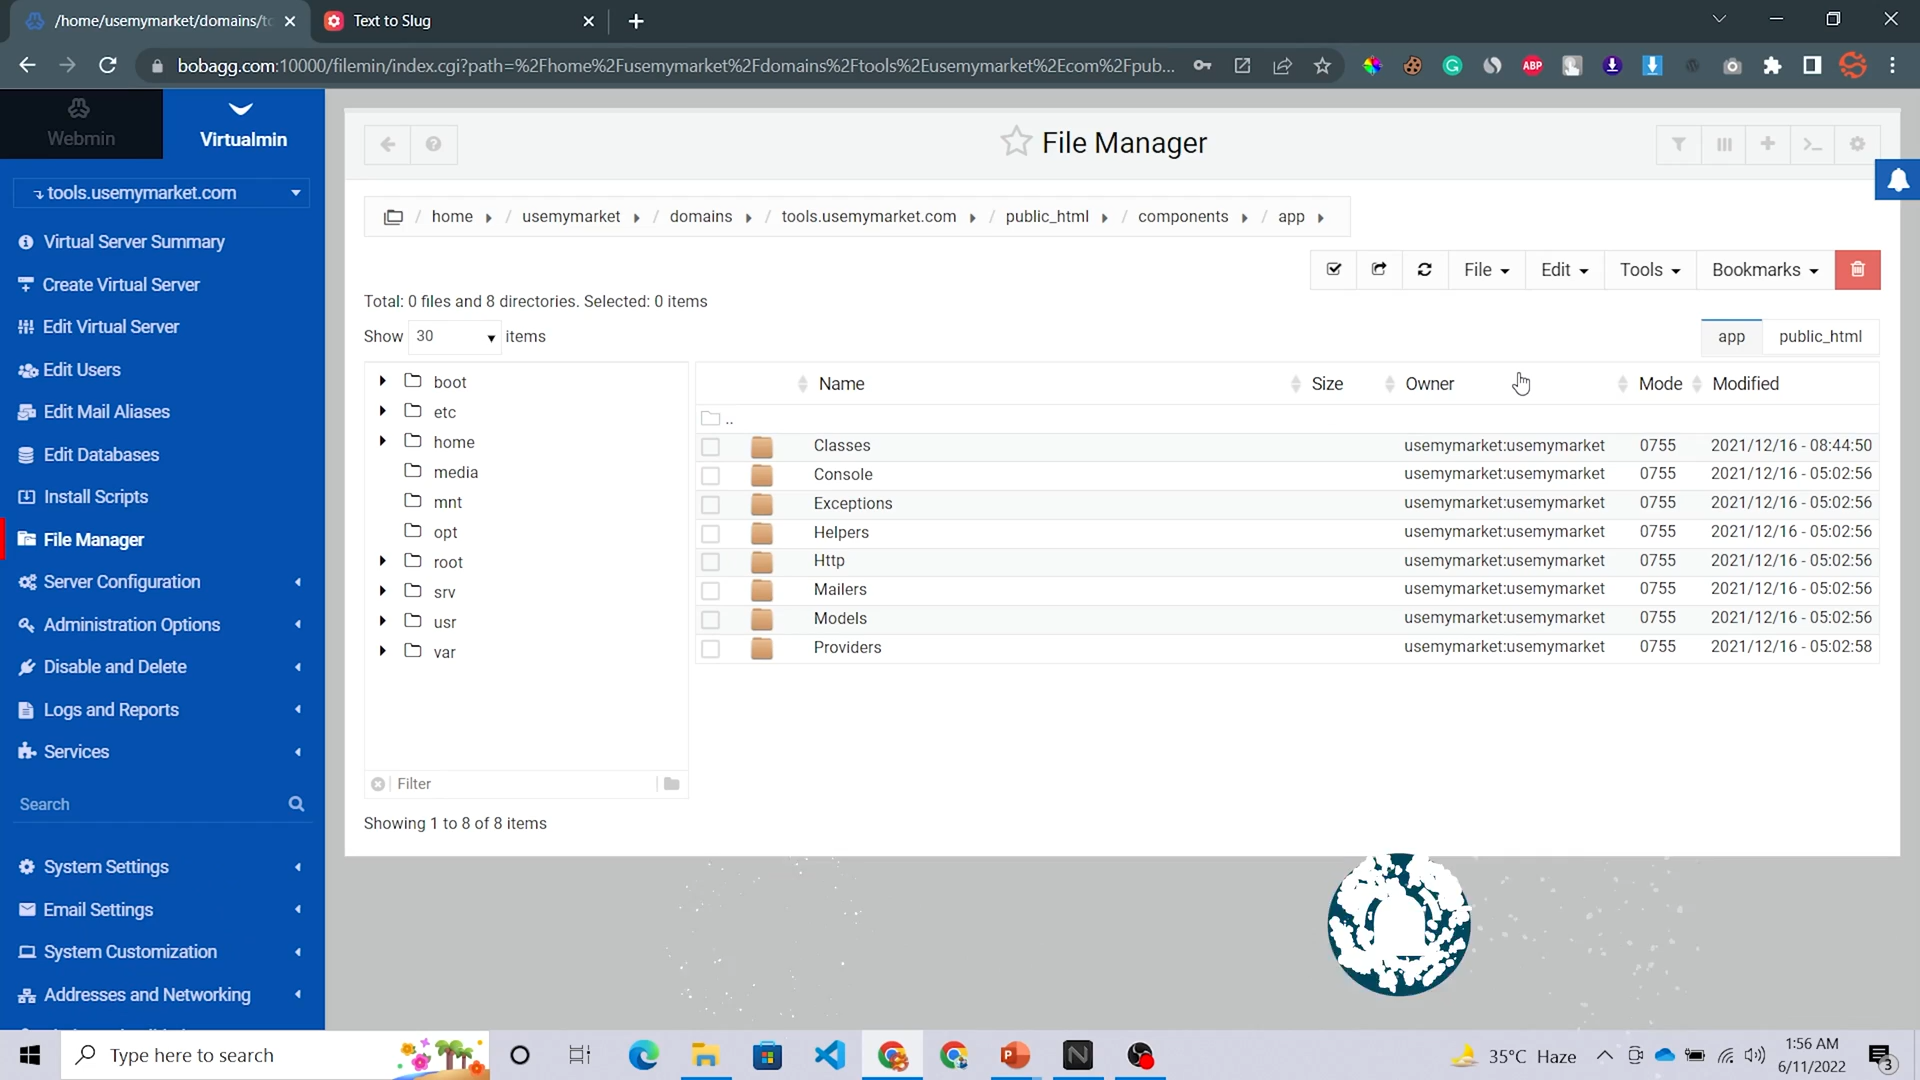 /home/usemymarket/domains/to
Text to Slug
bobagg.com:10000/filemin/index.cgi?path=%2Fhome%2Fusemymarket%2Fdomains%2Ftools%2Eusemymarket%2Ecom%2Fpub...
ABP
Webmin
Virtualmin
File Manager
tools.usemymarket.com
home / usemymarket / domains / tools.usemymarket.com / public_html / components / app
Virtual Server Summary
Create Virtual Server
File
Edit
Tools
Bookmarks
Total: 0 files and 8 directories. Selected: 0 items
Edit Virtual Server
Show 30 items
app
public_html
Edit Users
Edit Mail Aliases
Edit Databases
Install Scripts
File Manager
Server Configuration
Administration Options
Disable and Delete
Logs and Reports
Services
Search
System Settings
Email Settings
System Customization
Addresses and Networking
boot
etc
home
media
mnt
opt
root
srv
usr
var
Filter
Name Size Owner Mode Modified
..
Classes usemymarket:usemymarket 0755 2021/12/16 - 08:44:50
Console usemymarket:usemymarket 0755 2021/12/16 - 05:02:56
Exceptions usemymarket:usemymarket 0755 2021/12/16 - 05:02:56
Helpers usemymarket:usemymarket 0755 2021/12/16 - 05:02:56
Http usemymarket:usemymarket 0755 2021/12/16 - 05:02:56
Mailers usemymarket:usemymarket 0755 2021/12/16 - 05:02:56
Models usemymarket:usemymarket 0755 2021/12/16 - 05:02:56
Providers usemymarket:usemymarket 0755 2021/12/16 - 05:02:58
Showing 1 to 8 of 8 items
Type here to search
35°C Haze
1:56 AM
6/11/2022
3